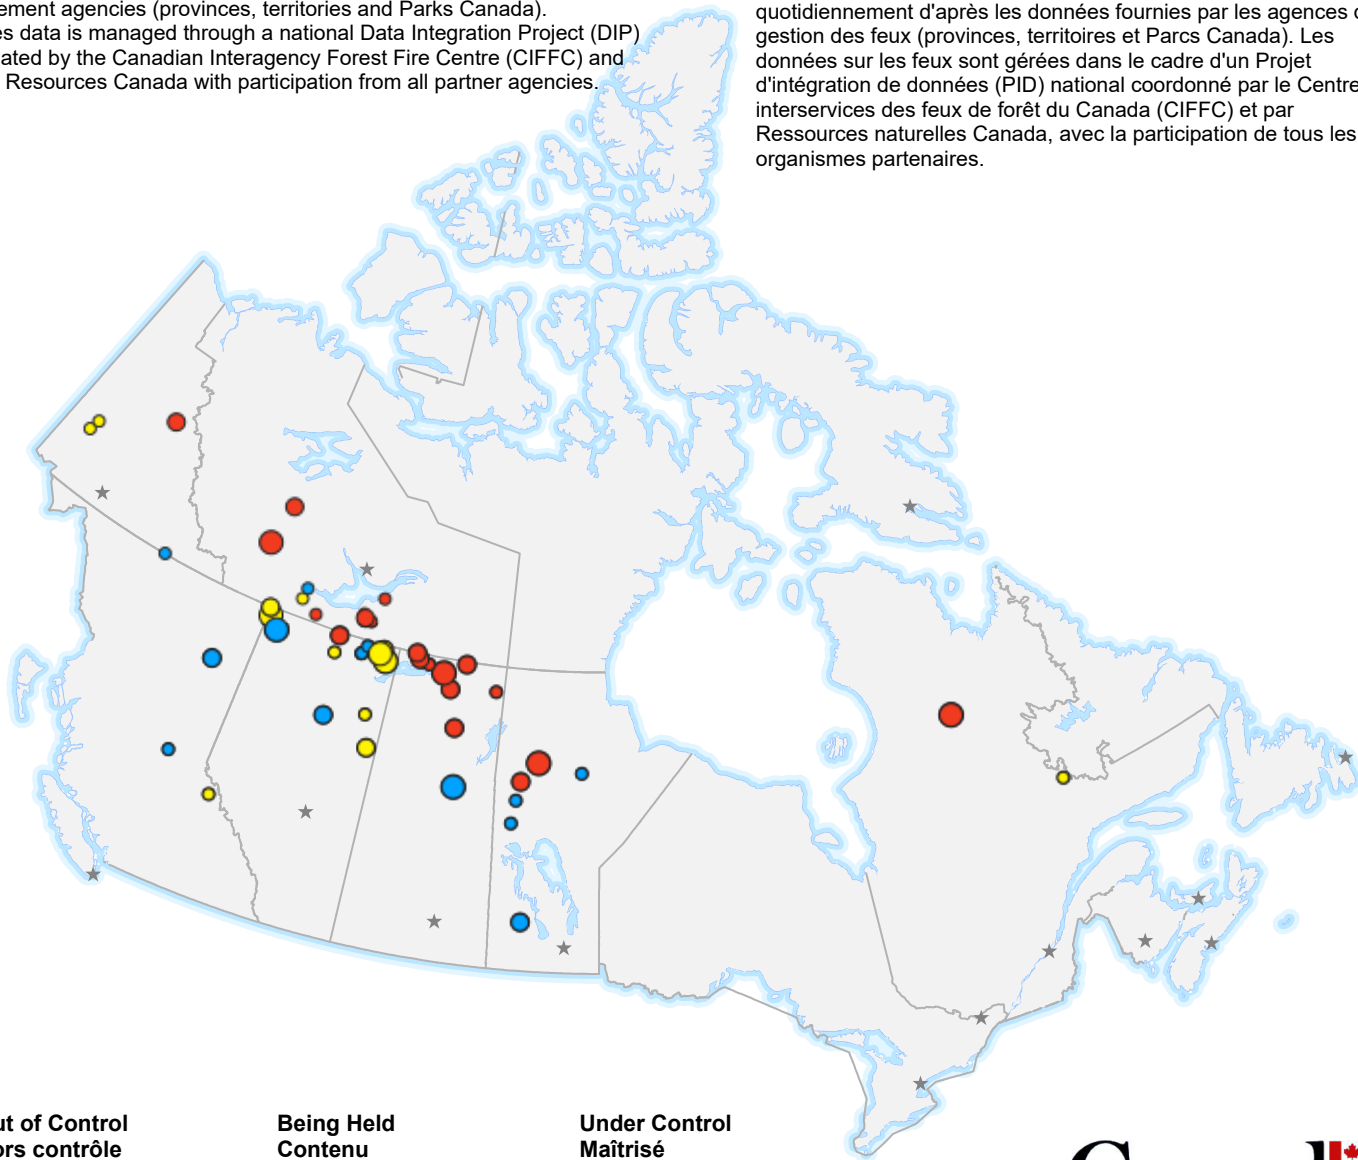 ement agencies (provinces, territories and Parks Canada).
es data is managed through a national Data Integration Project (DIP)
ated by the Canadian Interagency Forest Fire Centre (CIFFC) and
Resources Canada with participation from all partner agencies.
quotidiennement d'après les données fournies par les agences
gestion des feux (provinces, territoires et Parcs Canada). Les
données sur les feux sont gérées dans le cadre d'un Projet
d'intégration de données (PID) national coordonné par le Centre
interservices des feux de forêt du Canada (CIFFC) et par
Ressources naturelles Canada, avec la participation de tous les
organismes partenaires.
ut of Control
ors contrôle
Being Held
Contenu
Under Control
Maîtrisé